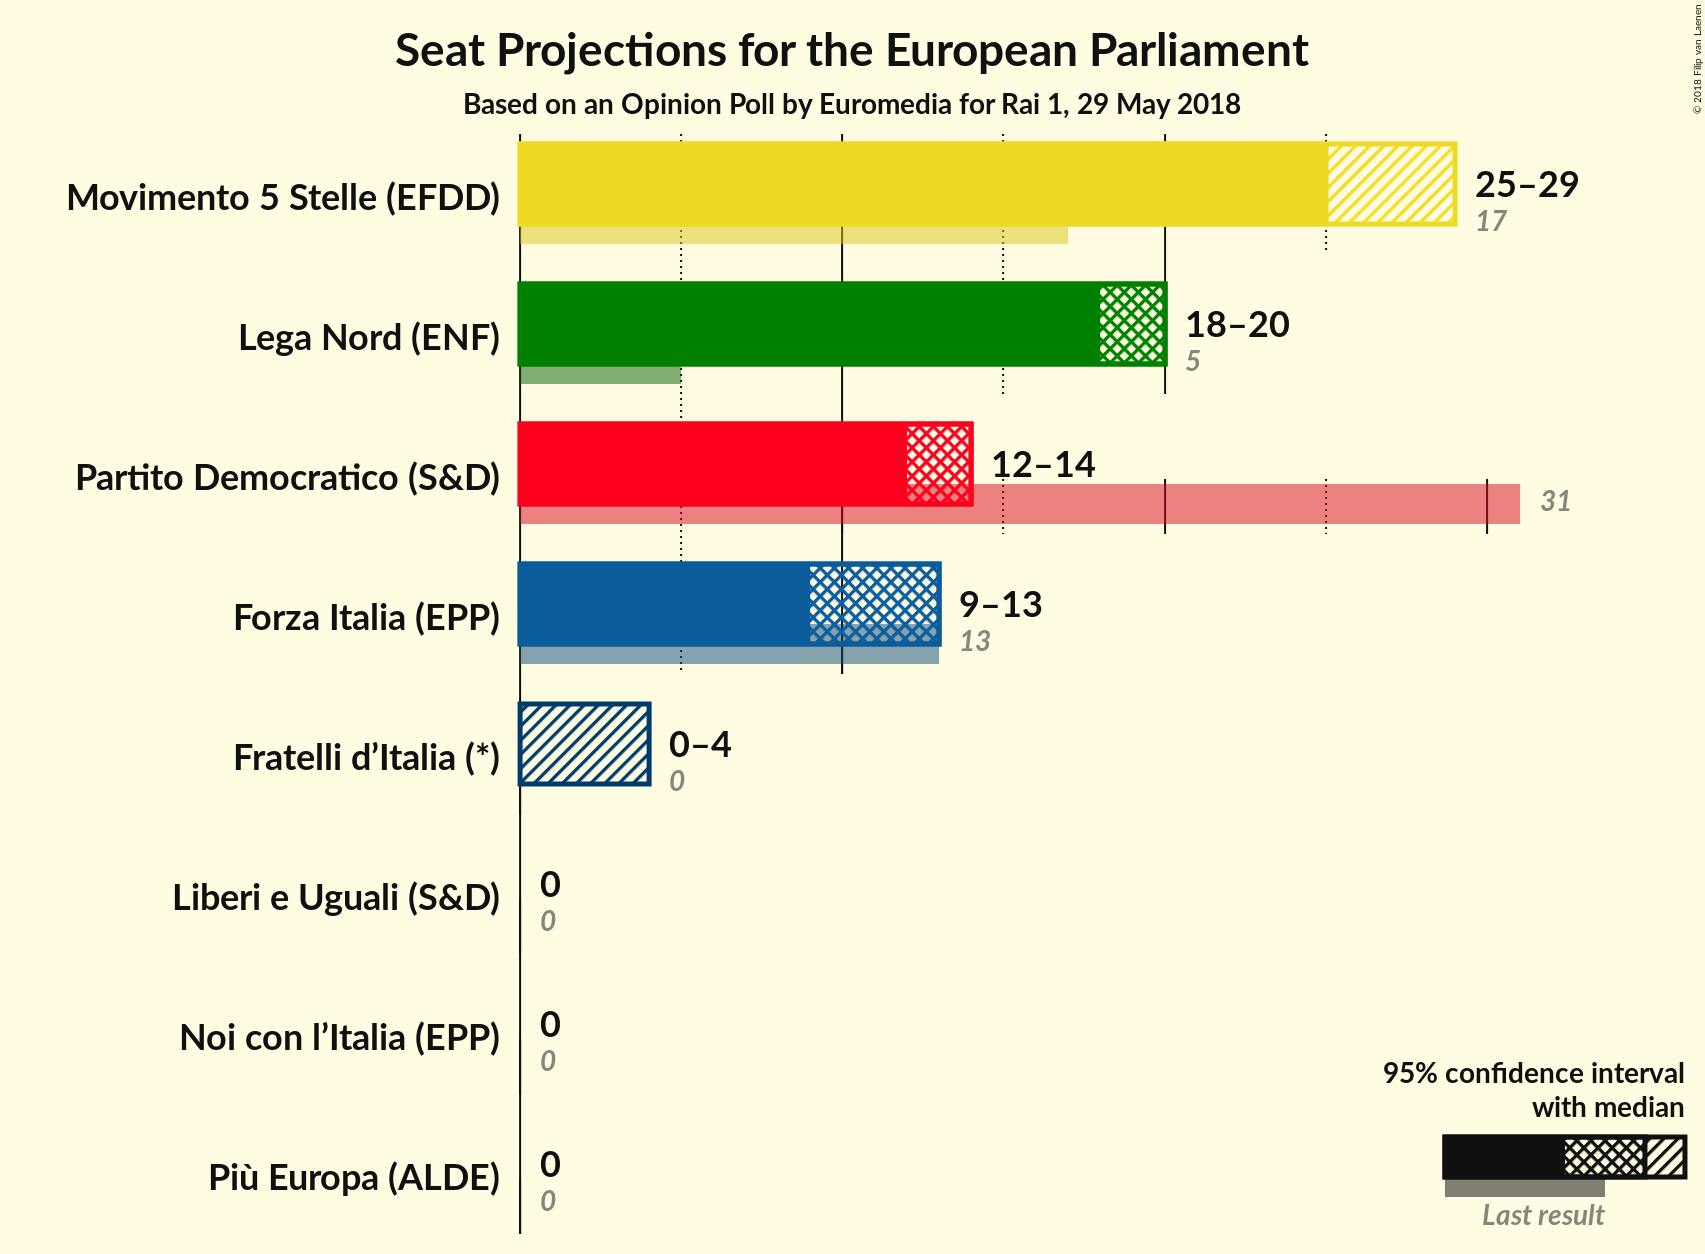 Seat Projections for the European Parliament
Based on an Opinion Poll by Euromedia for Rai 1, 29 May 2018
© 2018 Filip van Laenen
Movimento 5 Stelle (EFDD)
25–29
17
Lega Nord (ENF)
18–20
5
Partito Democratico (S&D)
12–14
31
Forza Italia (EPP)
9–13
13
Fratelli d’Italia (*)
0–4
0
Liberi e Uguali (S&D)
0
0
Noi con l’Italia (EPP)
0
0
Più Europa (ALDE)
0
0
95% confidence interval
with median
Last result